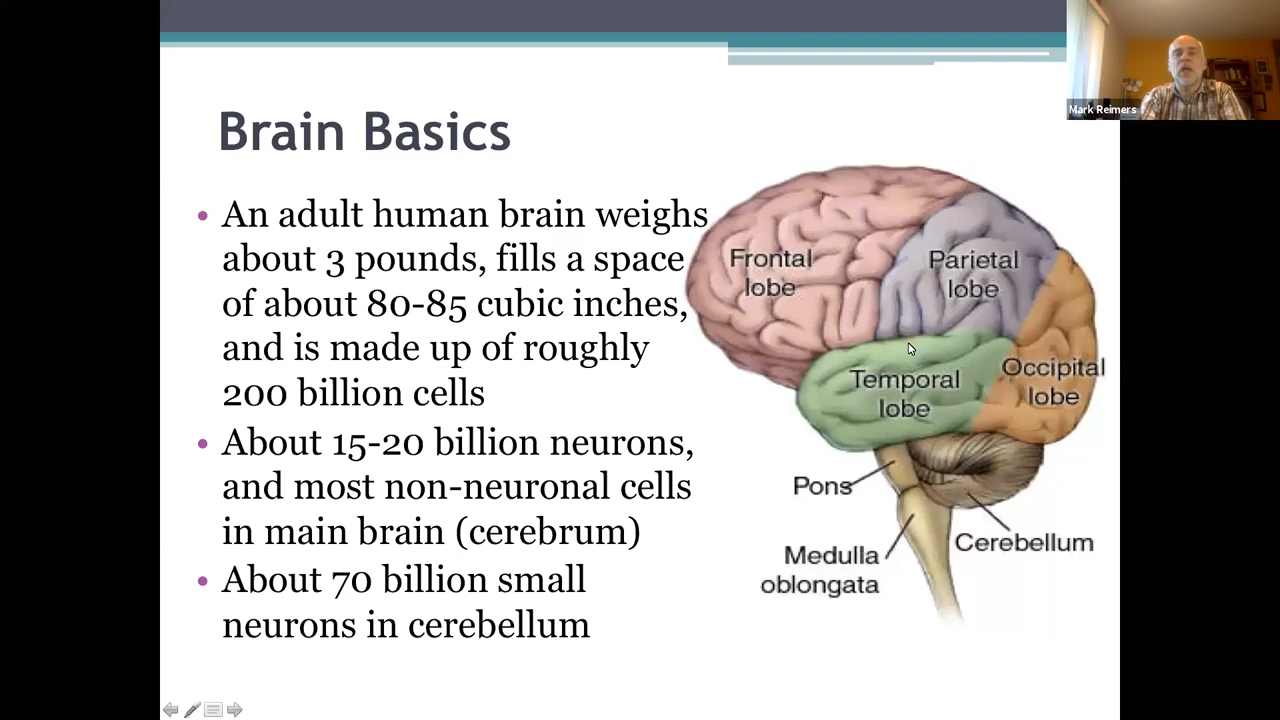 Mark Reimers
Brain Basics
• An adult human brain weighs
about 3 pounds, fills a space
of about 80-85 cubic inches,
and is made up of roughly
200 billion cells
• About 15-20 billion neurons,
and most non-neuronal cells
in main brain (cerebrum)
• About 70 billion small
neurons in cerebellum
Frontal
lobe
Parietal
lobe
Temporal
lobe
Occipital
lobe
Pons
Cerebellum
Medulla
oblongata